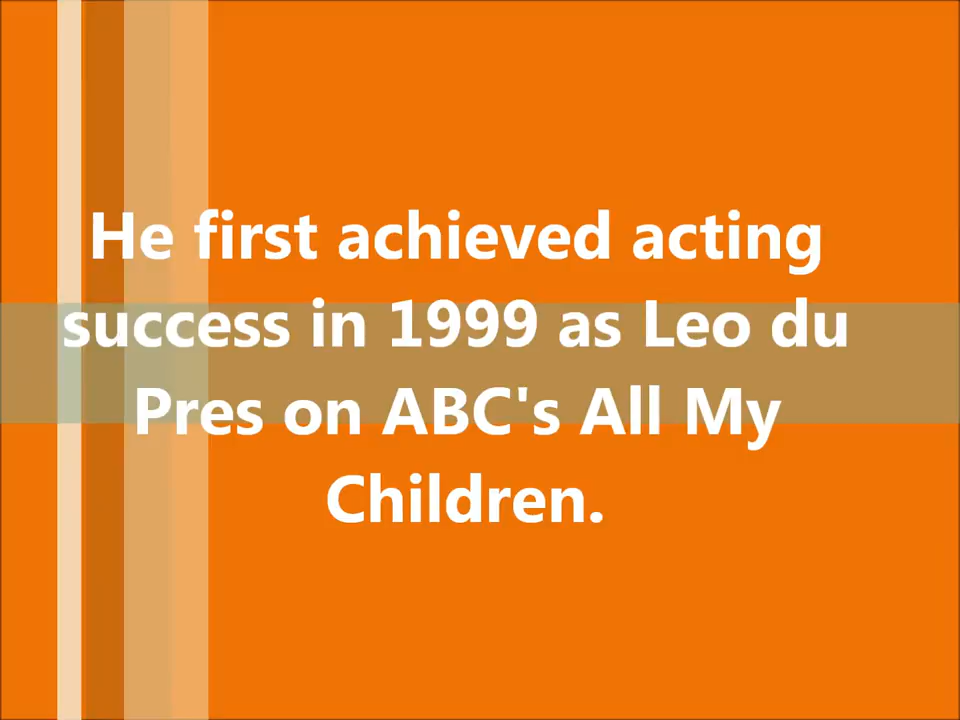 He first achieved acting
success in 1999 as Leo du
Pres on ABC's All My
Children.